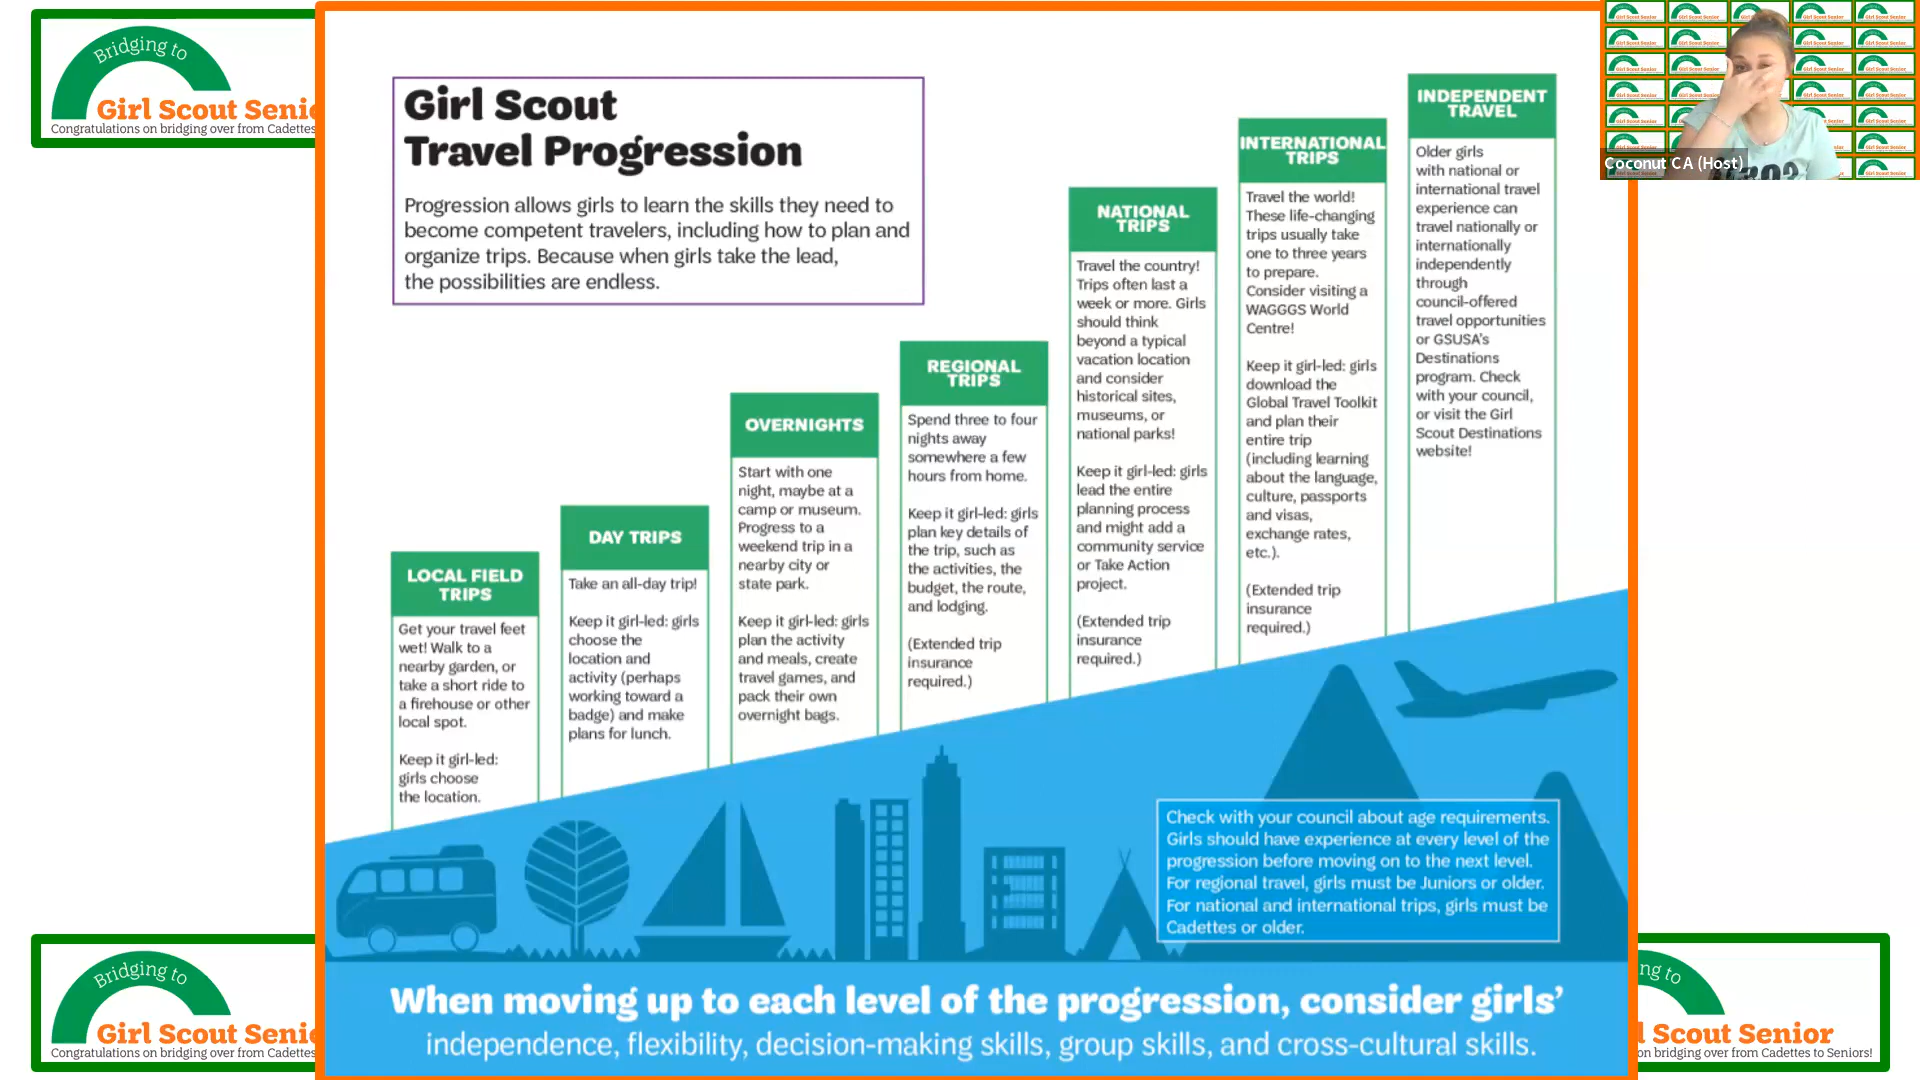 Bridging to
Girl Scout Senio
Congratulations on bridging over from Cadettes
Girl Scout
Travel Progression
Progression allows girls to learn the skills they need to
become competent travelers, including how to plan and
organize trips. Because when girls take the lead,
the possibilities are endless.
LOCAL FIELD
TRIPS
Get your travel feet
wet! Walk to a
nearby garden, or
take a short ride to
a firehouse or other
local spot.
Keep it girl-led:
girls choose
the location.
DAY TRIPS
Take an all-day trip!
Keep it girl-led: girls
choose the
location and
activity (perhaps
working toward a
badge) and make
plans for lunch.
OVERNIGHTS
Start with one
night, maybe at a
camp or museum.
Progress to a
weekend trip in a
nearby city or
state park.
Keep it girl-led: girls
plan the activity
and meals, create
travel games, and
pack their own
overnight bags.
REGIONAL
TRIPS
Spend three to four
nights away
somewhere a few
hours from home.
Keep it girl-led: girls
plan key details of
the trip, such as
the activities, the
budget, the route,
and lodging.
(Extended trip
insurance
required.)
NATIONAL
TRIPS
Travel the country!
Trips often last a
week or more. Girls
should think
beyond a typical
vacation location
and consider
historical sites,
museums, or
national parks!
Keep it girl-led: girls
lead the entire
planning process
and might add a
community service
or Take Action
project.
(Extended trip
insurance
required.)
INTERNATIONAL
TRIPS
Travel the world!
These life-changing
trips usually take
one to three years
to prepare.
Consider visiting a
WAGGGS World
Centre!
Keep it girl-led: girls
download the
Global Travel Toolkit
and plan their
entire trip
(including learning
about the language,
culture, passports
and visas,
exchange rates,
etc.).
(Extended trip
insurance
required.)
INDEPENDENT
TRAVEL
Older girls
with national or
international travel
experience can
travel nationally or
internationally
independently
through
council-offered
travel opportunities
or GSUSA's
Destinations
program. Check
with your council,
or visit the Girl
Scout Destinations
website!
Coconut CA (Host)
Check with your council about age requirements.
Girls should have experience at every level of the
progression before moving on to the next level.
For regional travel, girls must be Juniors or older.
For national and international trips, girls must be
Cadettes or older.
When moving up to each level of the progression, consider girls'
independence, flexibility, decision-making skills, group skills, and cross-cultural skills.
Bridging to
Girl Scout Senio
Congratulations on bridging over from Cadettes
ng to
l Scout Senior
on bridging over from Cadettes to Seniors!